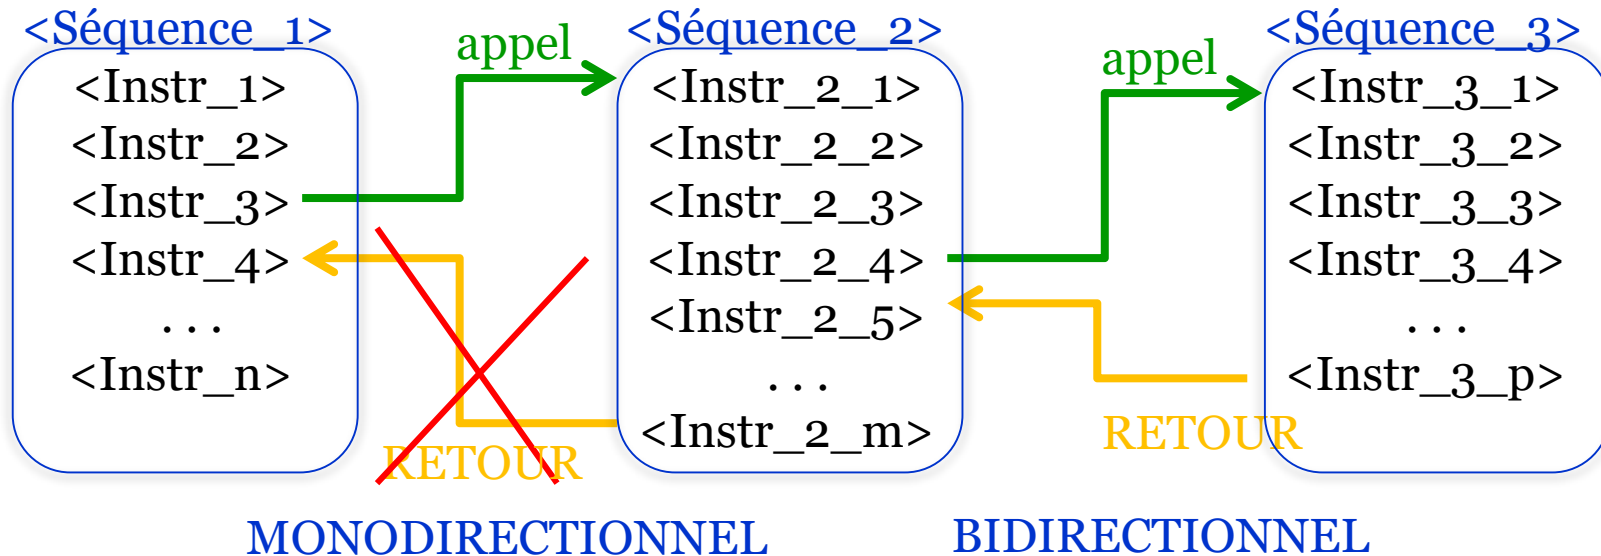 <Séquence_1>
<Instr_1>
<Instr_2>
<Instr_3>
<Instr_4>
. . .
<Instr_n>
appel
RETOUR
MONODIRECTIONNEL
<Séquence_2>
<Instr_2_1>
<Instr_2_2>
<Instr_2_3>
<Instr_2_4>
<Instr_2_5>
. . .
<Instr_2_m>
appel
RETOUR
BIDIRECTIONNEL
<Séquence_3>
<Instr_3_1>
<Instr_3_2>
<Instr_3_3>
<Instr_3_4>
. . .
<Instr_3_p>